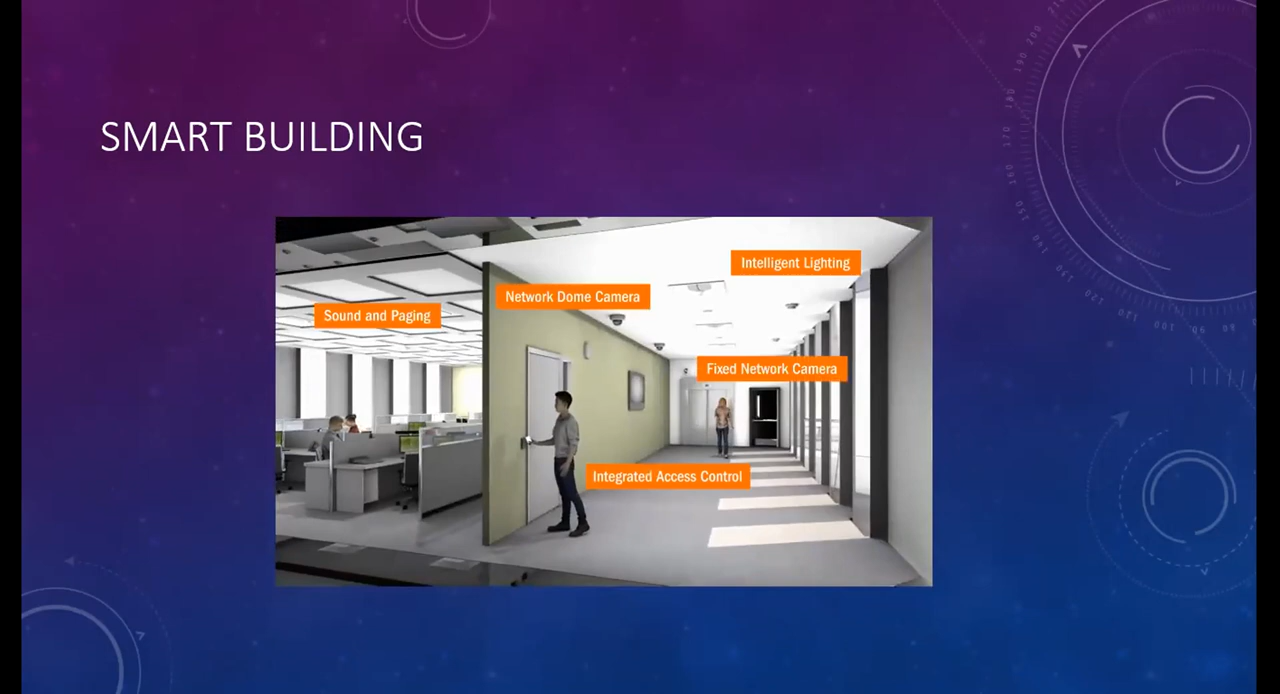 SMART BUILDING
Intelligent Lighting
Network Dome Camera
Sound and Paging
Fixed Network Camera
Integrated Access Control